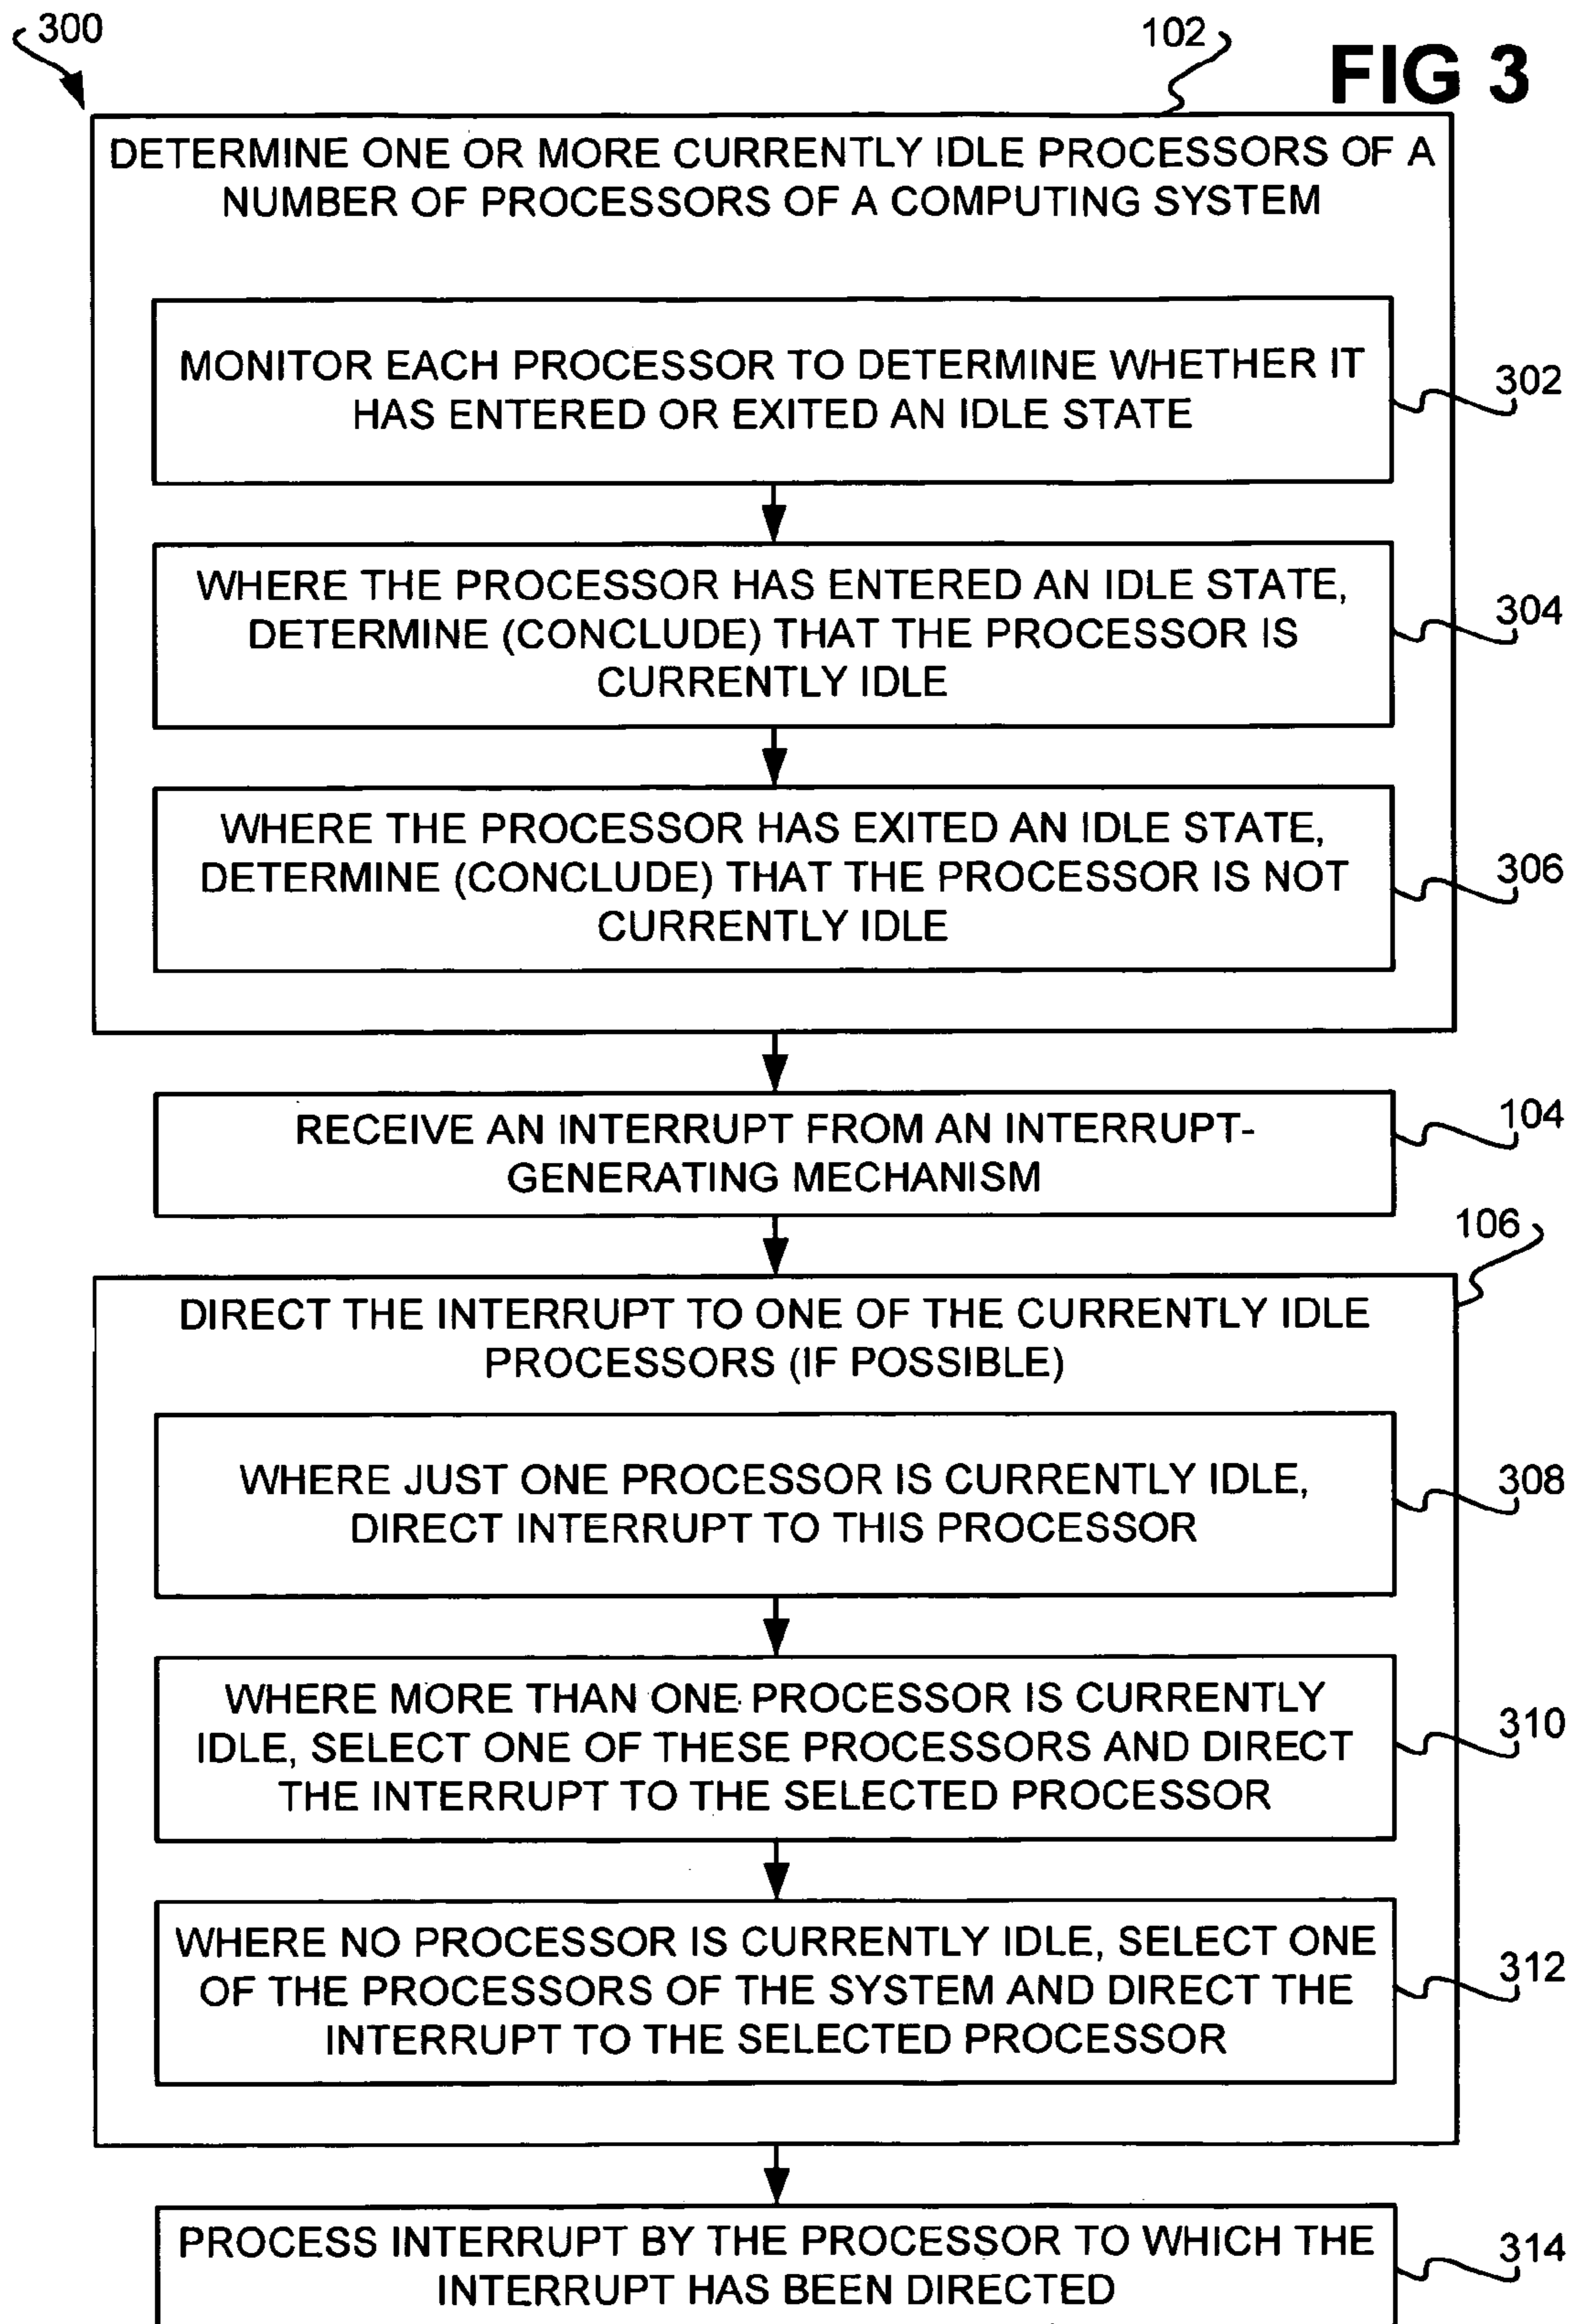 300
102
FIG 3
DETERMINE ONE OR MORE CURRENTLY IDLE PROCESSORS OF A
NUMBER OF PROCESSORS OF A COMPUTING SYSTEM
MONITOR EACH PROCESSOR TO DETERMINE WHETHER IT
HAS ENTERED OR EXITED AN IDLE STATE
302
WHERE THE PROCESSOR HAS ENTERED AN IDLE STATE,
DETERMINE (CONCLUDE) THAT THE PROCESSOR IS
CURRENTLY IDLE
304
WHERE THE PROCESSOR HAS EXITED AN IDLE STATE,
DETERMINE (CONCLUDE) THAT THE PROCESSOR IS NOT
CURRENTLY IDLE
306
RECEIVE AN INTERRUPT FROM AN INTERRUPT-
GENERATING MECHANISM
104
106
DIRECT THE INTERRUPT TO ONE OF THE CURRENTLY IDLE
PROCESSORS (IF POSSIBLE)
WHERE JUST ONE PROCESSOR IS CURRENTLY IDLE,
DIRECT INTERRUPT TO THIS PROCESSOR
308
WHERE MORE THAN ONE PROCESSOR IS CURRENTLY
IDLE, SELECT ONE OF THESE PROCESSORS AND DIRECT
THE INTERRUPT TO THE SELECTED PROCESSOR
310
WHERE NO PROCESSOR IS CURRENTLY IDLE, SELECT ONE
OF THE PROCESSORS OF THE SYSTEM AND DIRECT THE
INTERRUPT TO THE SELECTED PROCESSOR
312
PROCESS INTERRUPT BY THE PROCESSOR TO WHICH THE
INTERRUPT HAS BEEN DIRECTED
314